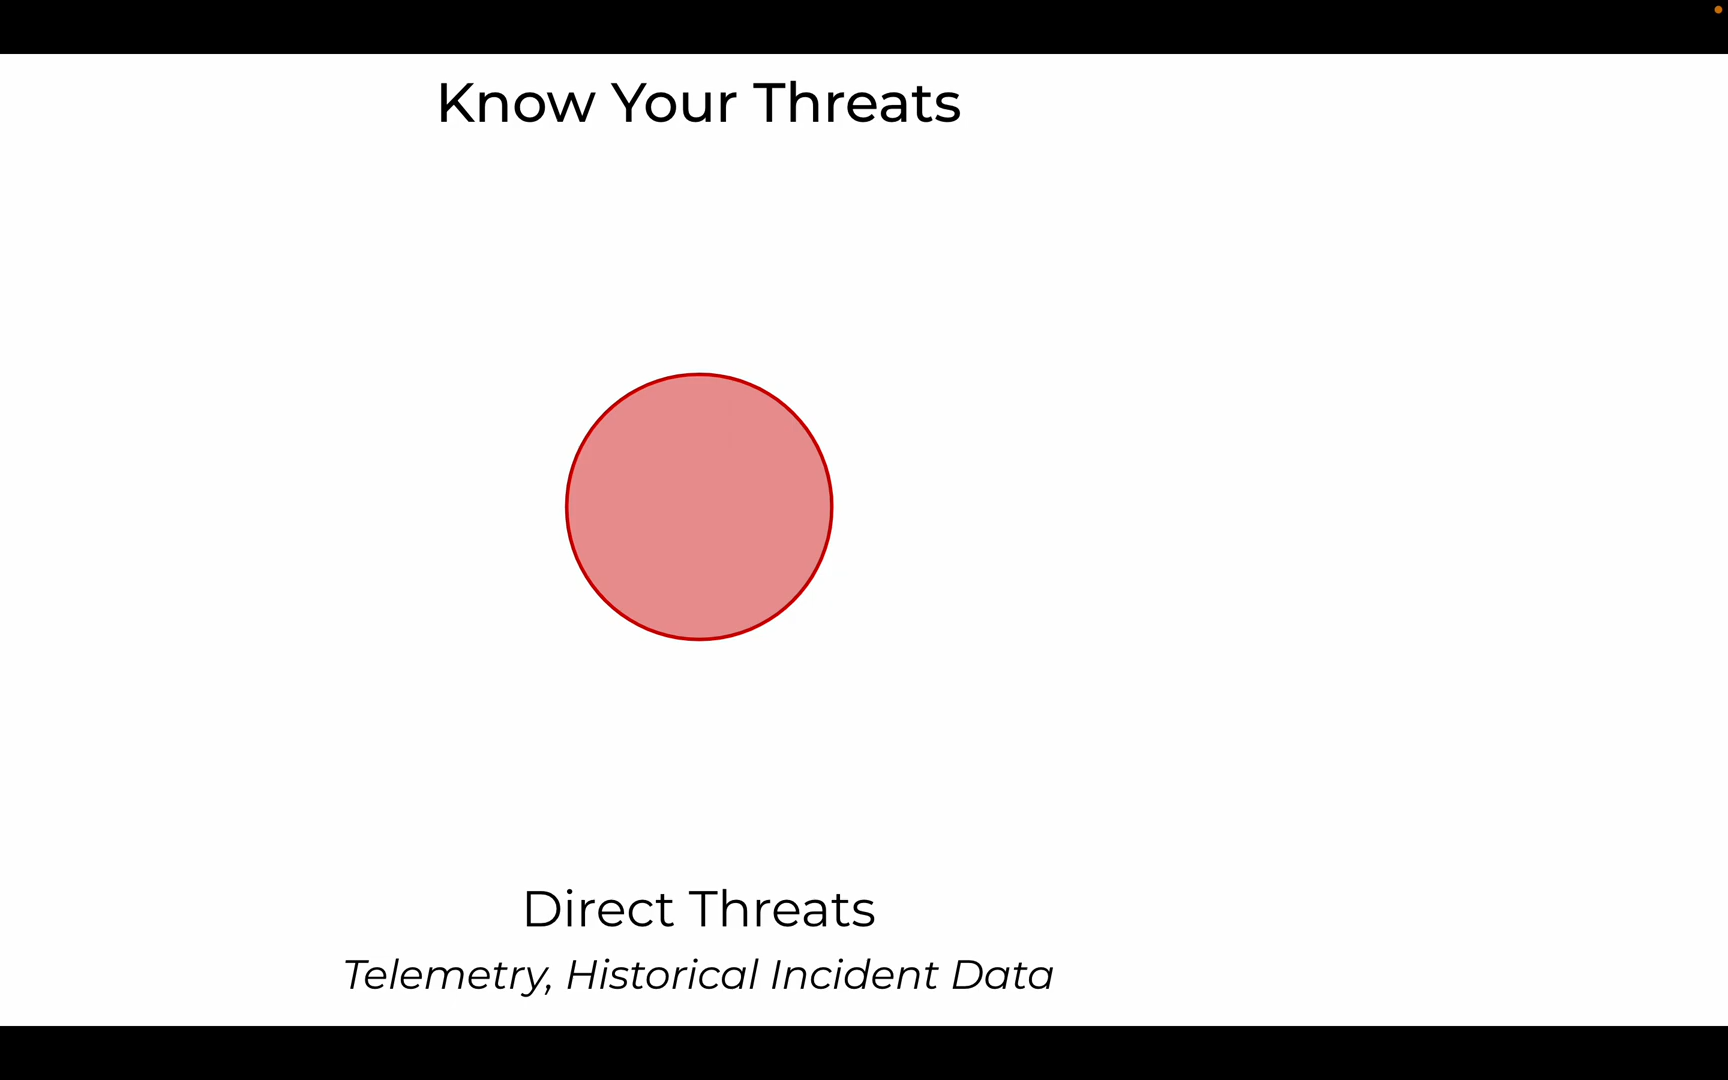 Know Your Threats
Direct Threats
Telemetry, Historical Incident Data